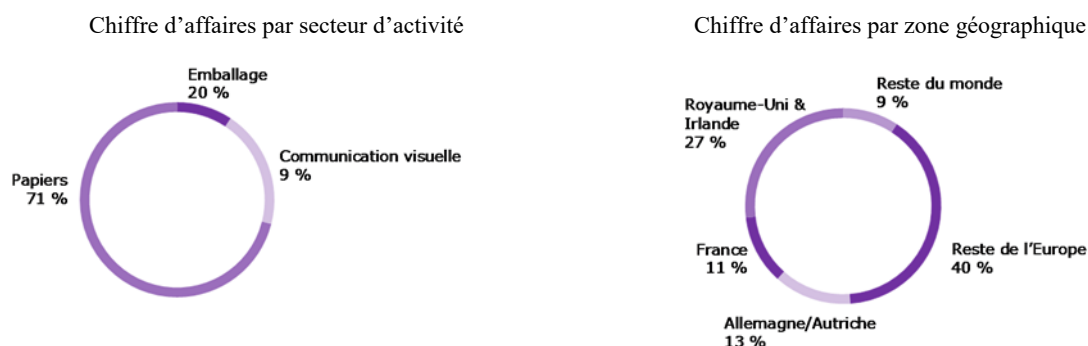 Chiffre d’affaires par secteur d’activité
Emballage
20 %
Communication visuelle
9 %
Papiers
71 %
Chiffre d’affaires par zone géographique
Reste du monde
9 %
Royaume-Uni &
Irlande
27 %
France
11 %
Reste de l’Europe
40 %
Allemagne/Autriche
13 %